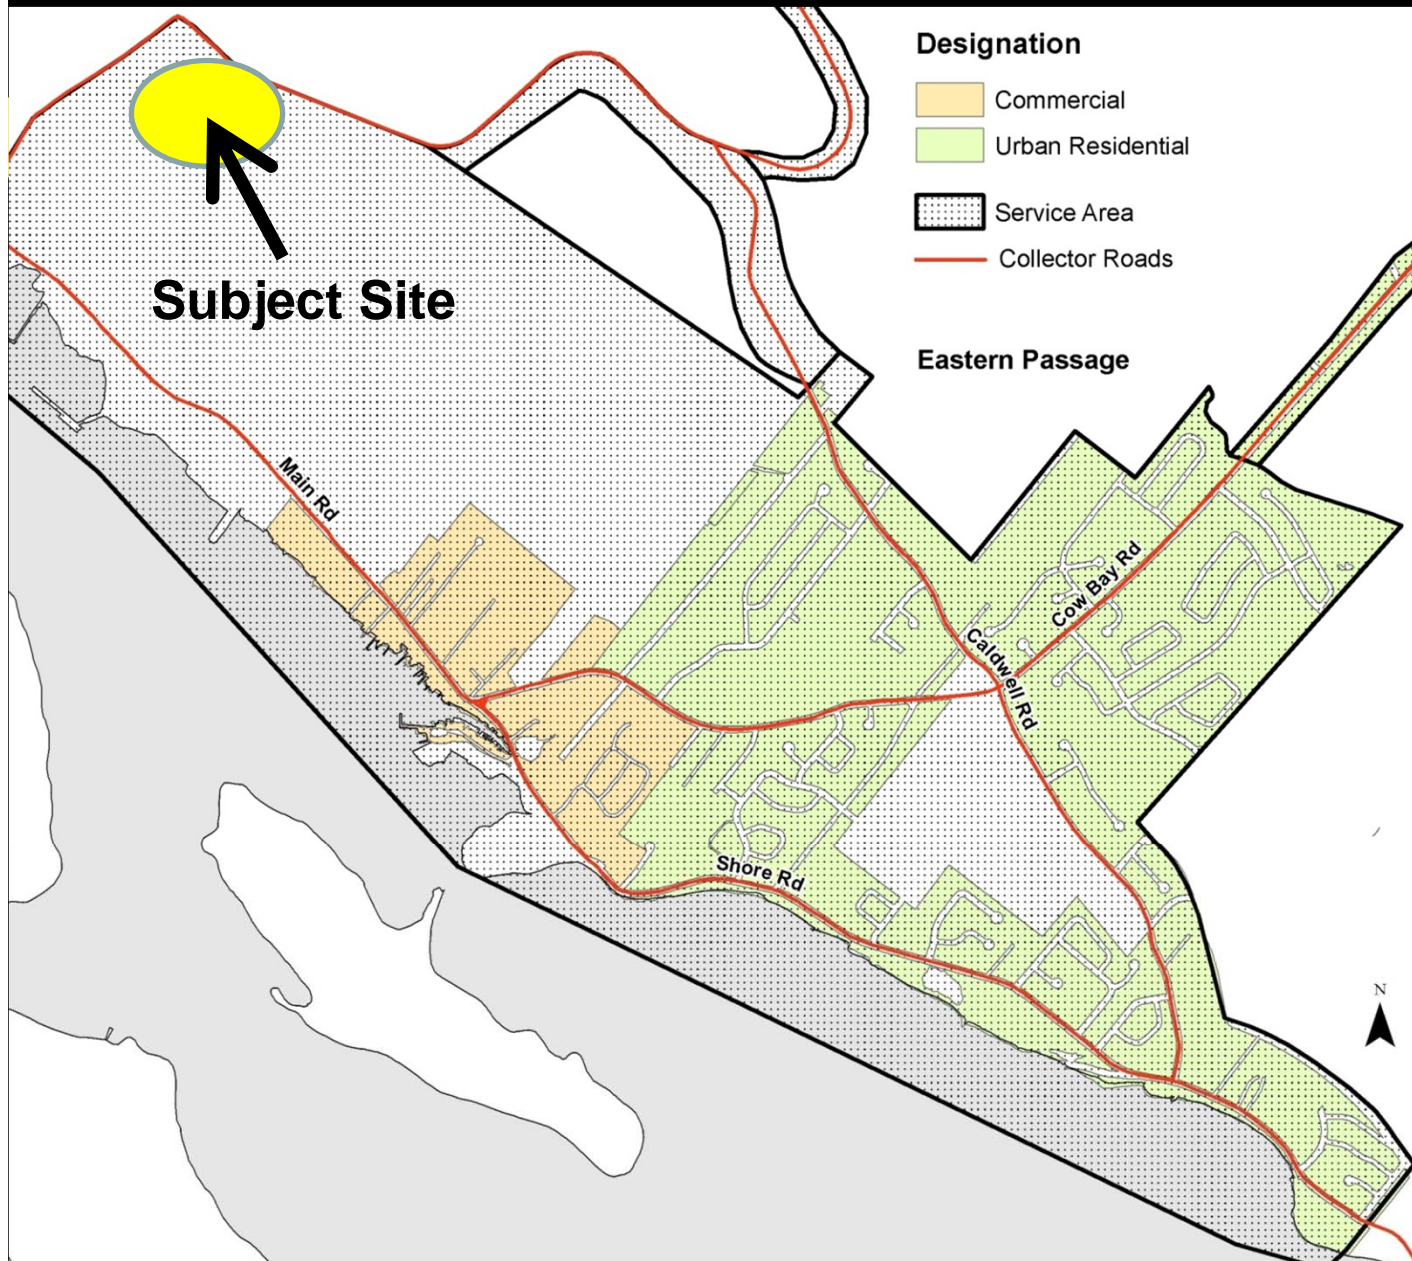 Designation
Commercial
Urban Residential
Service Area
Collector Roads
Subject Site
Eastern Passage
Main Rd
Cow Bay Rd
Caldwell Rd
Shore Rd
N